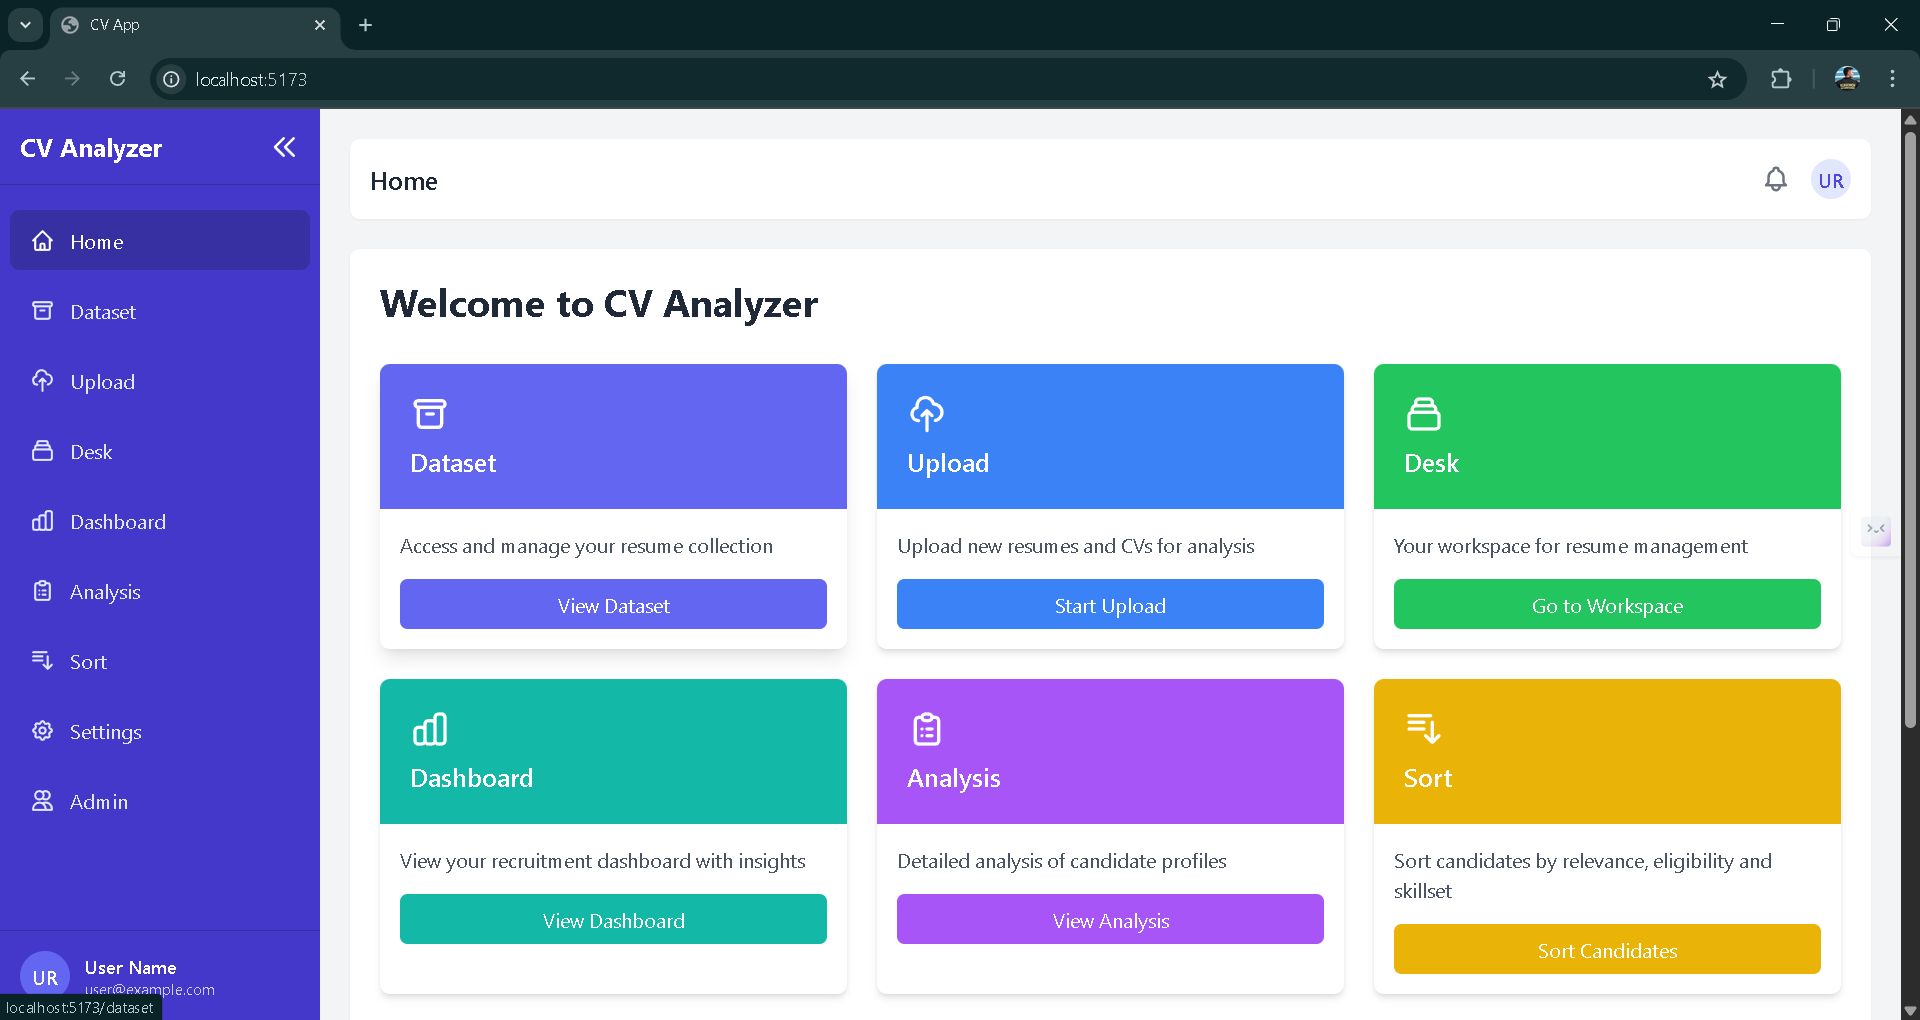 CV App
localhost:5173
CV Analyzer
Home
Dataset
Upload
Desk
Dashboard
Analysis
Sort
Settings
Admin
UR
User Name
user@example.com
localhost:5173/dataset
Home
UR
Welcome to CV Analyzer
Dataset
Access and manage your resume collection
View Dataset
Upload
Upload new resumes and CVs for analysis
Start Upload
Desk
Your workspace for resume management
Go to Workspace
Dashboard
View your recruitment dashboard with insights
View Dashboard
Analysis
Detailed analysis of candidate profiles
View Analysis
Sort
Sort candidates by relevance, eligibility and
skillset
Sort Candidates